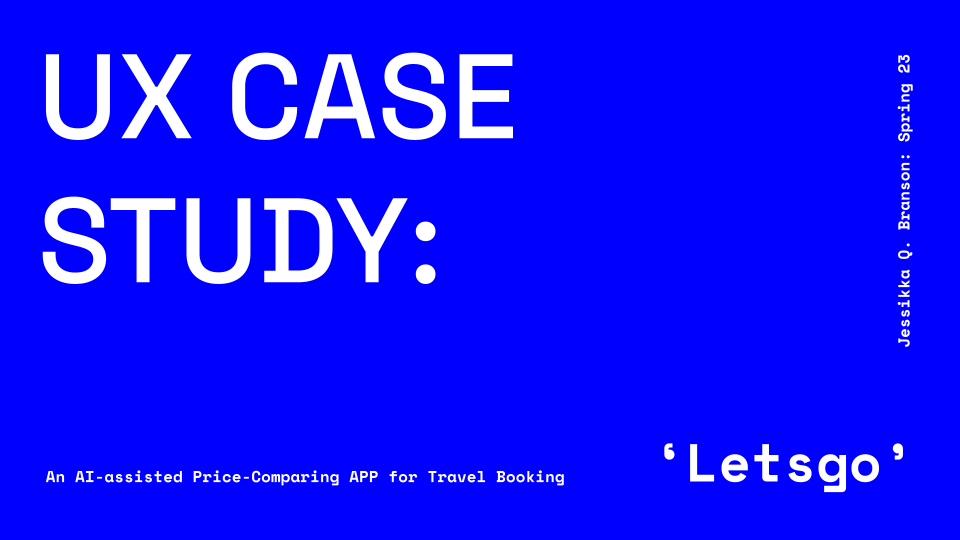 UX CASE
STUDY:
Jessikka Q. Branson: Spring 23
An AI-assisted Price-Comparing APP for Travel Booking
‘Letsgo’